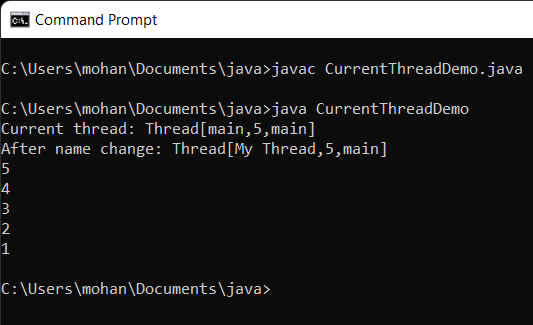 Command Prompt
C:\Users\mohan\Documents\java>javac CurrentThreadDemo.java
C:\Users\mohan\Documents\java>java CurrentThreadDemo
Current thread: Thread[main,5,main]
After name change: Thread[My Thread,5,main]
5
4
3
2
1
C:\Users\mohan\Documents\java>